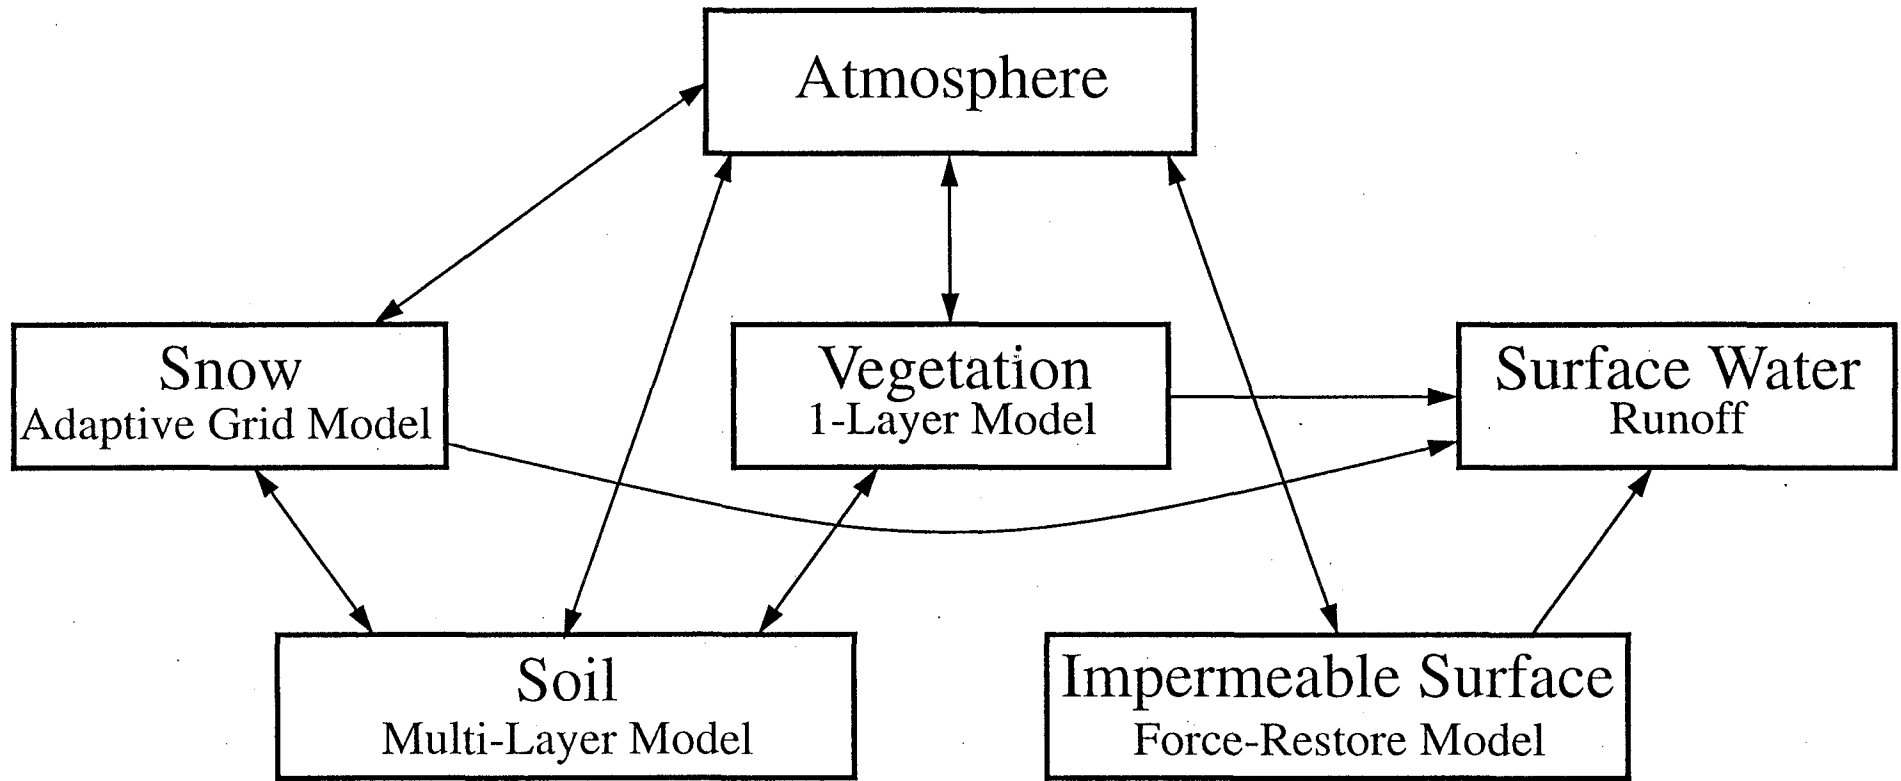 Atmosphere
Snow
Adaptive Grid Model
Vegetation
1-Layer Model
Surface Water
Runoff
Soil
Multi-Layer Model
Impermeable Surface
Force-Restore Model